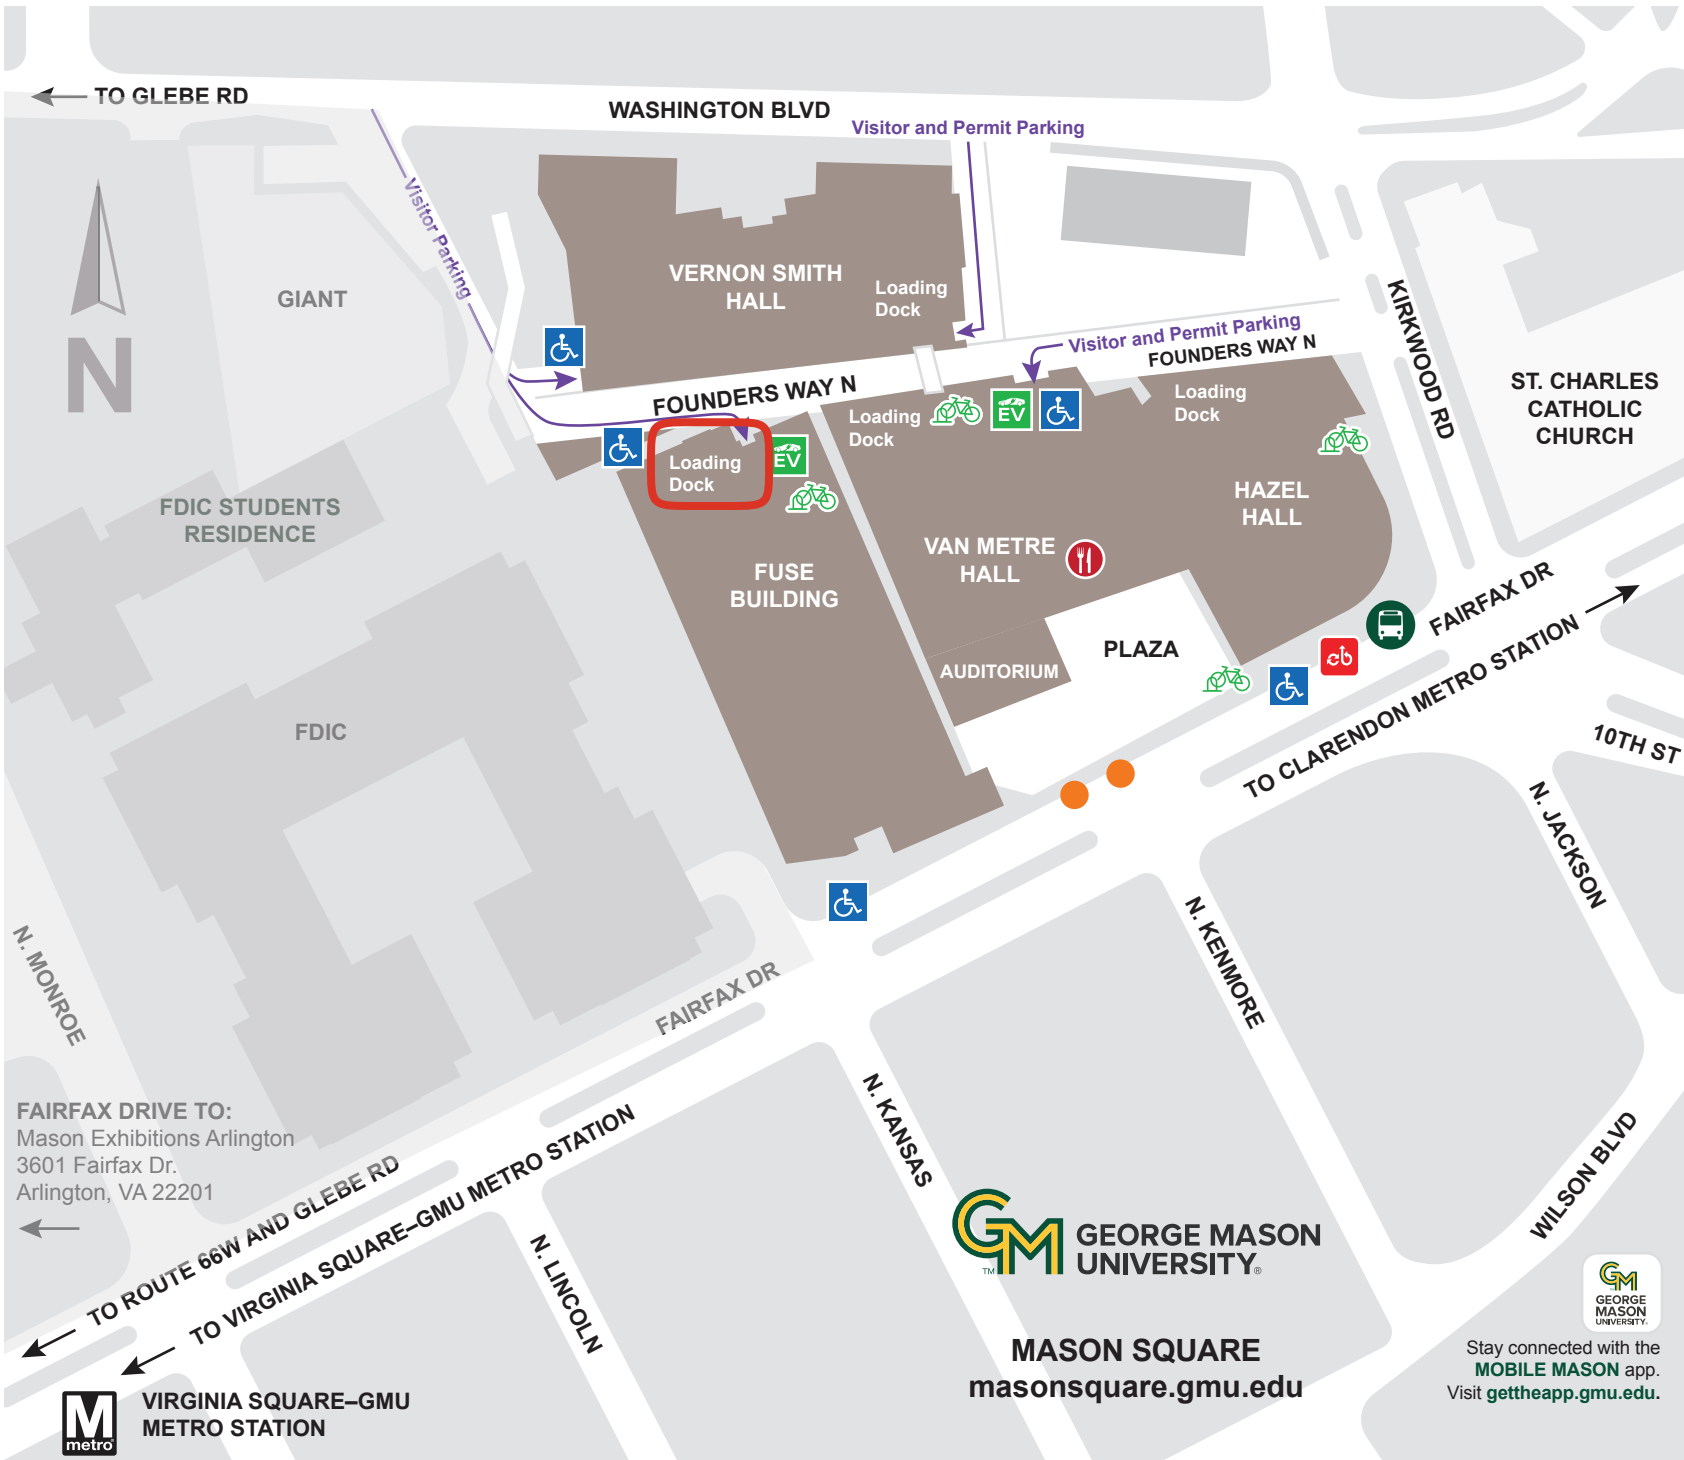 TO GLEBE RD
WASHINGTON BLVD
Visitor and Permit Parking
Visitor Parking
GIANT
VERNON SMITH
HALL
Loading
Dock
Visitor and Permit Parking
FOUNDERS WAY N
KIRKWOOD RD
ST. CHARLES
CATHOLIC
CHURCH
N
FOUNDERS WAY N
Loading
Dock
EV
Loading
Dock
Loading
Dock
EV
FDIC STUDENTS
RESIDENCE
HAZEL
HALL
VAN METRE
HALL
FUSE
BUILDING
PLAZA
AUDITORIUM
FAIRFAX DR
TO CLARENDON METRO STATION
FDIC
10TH ST
N. JACKSON
N. MONROE
N. KENMORE
FAIRFAX DR
N. KANSAS
FAIRFAX DRIVE TO:
Mason Exhibitions Arlington
3601 Fairfax Dr.
Arlington, VA 22201
TO ROUTE 66W AND GLEBE RD
TO VIRGINIA SQUARE–GMU METRO STATION
N. LINCOLN
WILSON BLVD
GM
TM
GEORGE MASON
UNIVERSITY®
MASON SQUARE
masonsquare.gmu.edu
GM
GEORGE
MASON
UNIVERSITY
Stay connected with the
MOBILE MASON app.
Visit gettheapp.gmu.edu.
M
metro
VIRGINIA SQUARE–GMU
METRO STATION
cb